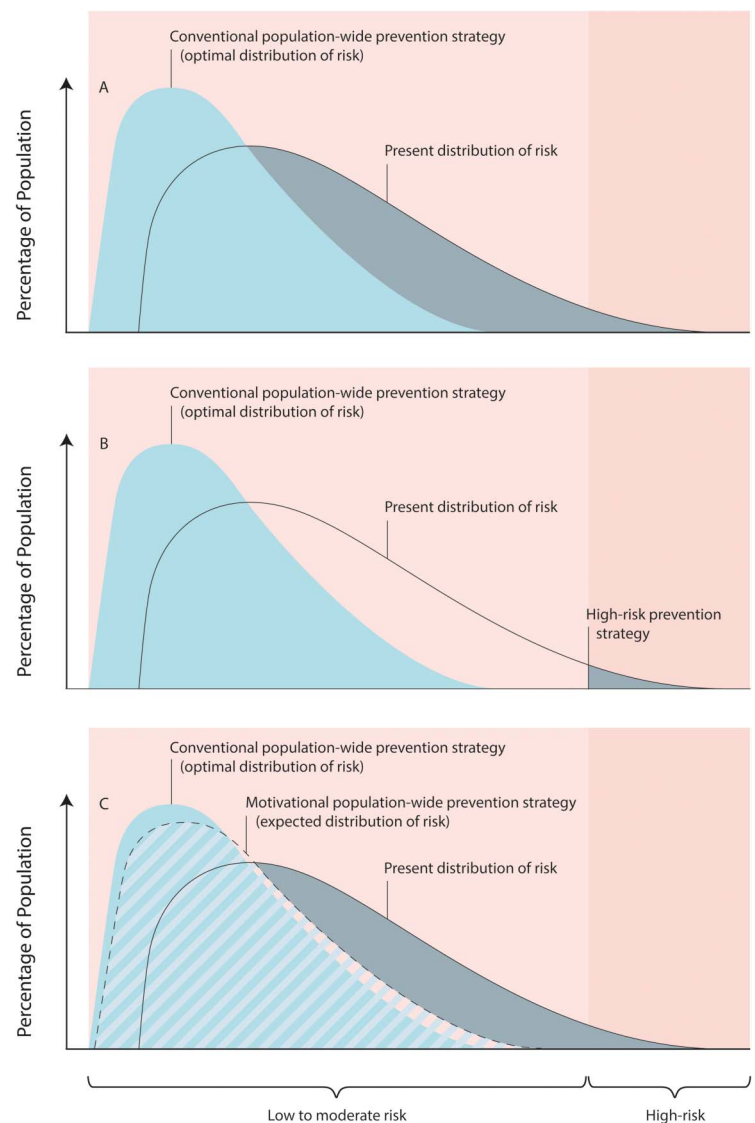 Conventional population-wide prevention strategy
(optimal distribution of risk)
A
Present distribution of risk
Percentage of Population
Conventional population-wide prevention strategy
(optimal distribution of risk)
B
Present distribution of risk
High-risk prevention
strategy
Percentage of Population
Conventional population-wide prevention strategy
(optimal distribution of risk)
C
Motivational population-wide prevention strategy
(expected distribution of risk)
Present distribution of risk
Percentage of Population
Low to moderate risk
High-risk